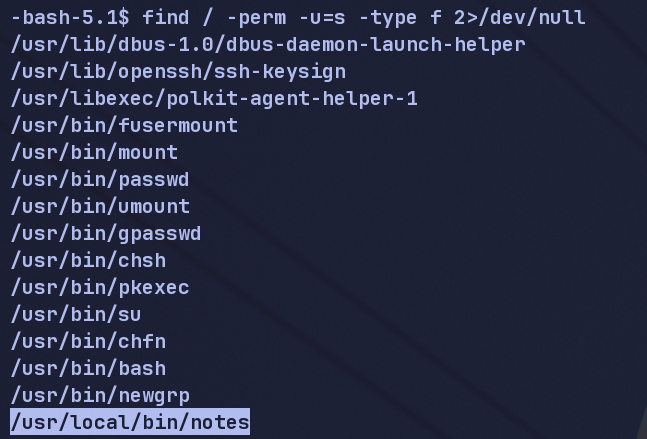 -bash-5.1$ find / -perm -u=s -type f 2>/dev/null
/usr/lib/dbus-1.0/dbus-daemon-launch-helper
/usr/lib/openssh/ssh-keysign
/usr/libexec/polkit-agent-helper-1
/usr/bin/fusermount
/usr/bin/mount
/usr/bin/passwd
/usr/bin/umount
/usr/bin/gpasswd
/usr/bin/chsh
/usr/bin/pkexec
/usr/bin/su
/usr/bin/chfn
/usr/bin/bash
/usr/bin/newgrp
/usr/local/bin/notes